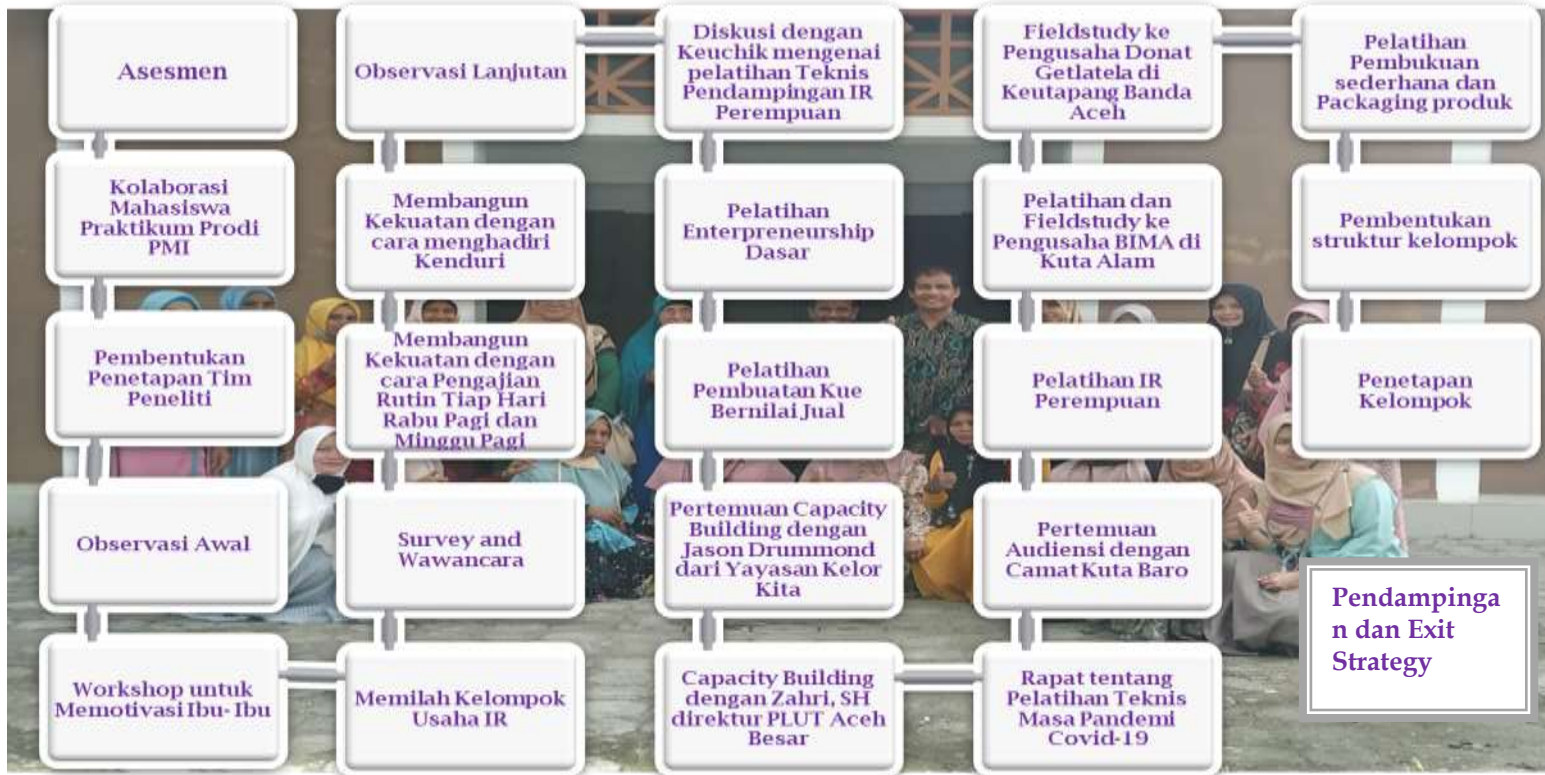 Asesmen
Kolaborasi
Mahasiswa
Praktikum Prodi
PMI
Pembentukan
Penetapan Tim
Peneliti
Observasi Awal
Workshop untuk
Memotivasi Ibu- Ibu
Memilah Kelompok
Usaha IR
Survey and
Wawancara
Membangun
Kekuatan dengan
cara Pengajian
Rutin Tiap Hari
Rabu Pagi dan
Minggu Pagi
Membangun
Kekuatan dengan
cara menghadiri
Kenduri
Observasi Lanjutan
Diskusi dengan
Keuchik mengenai
pelatihan Teknis
Pendampingan IR
Perempuan
Pelatihan
Enterpreneurship
Dasar
Pelatihan
Pembuatan Kue
Bernilai Jual
Pertemuan Capacity
Building dengan
Jason Drummond
dari Yayasan Kelor
Kita
Capacity Building
dengan Zahri, SH
direktur PLUT Aceh
Besar
Rapat tentang
Pelatihan Teknis
Masa Pandemi
Covid-19
Pertemuan
Audiensi dengan
Camat Kuta Baro
Pelatihan IR
Perempuan
Pelatihan dan
Fieldstudy ke
Pengusaha BIMA di
Kuta Alam
Fieldstudy ke
Pengusaha Donat
Getlatela di
Keutapang Banda
Aceh
Pelatihan
Pembukuan
sederhana dan
Packaging produk
Pembentukan
struktur kelompok
Penetapan
Kelompok
Pendampinga
n dan Exit
Strategy